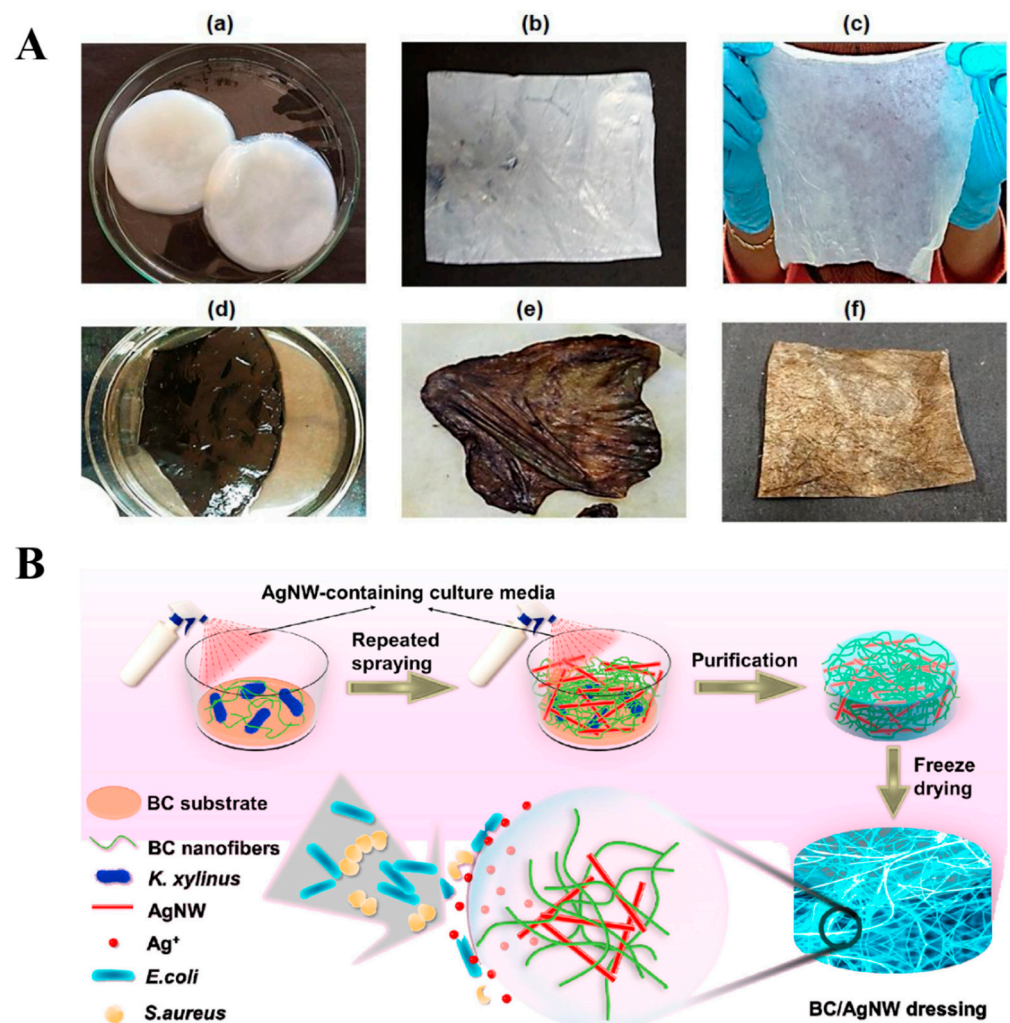 A
(a)
(b)
(c)
(d)
(e)
(f)
B
AgNW-containing culture media
Repeated
spraying
Purification
Freeze
drying
BC substrate
BC nanofibers
K. xylinus
AgNW
Ag⁺
E.coli
S.aureus
BC/AgNW dressing